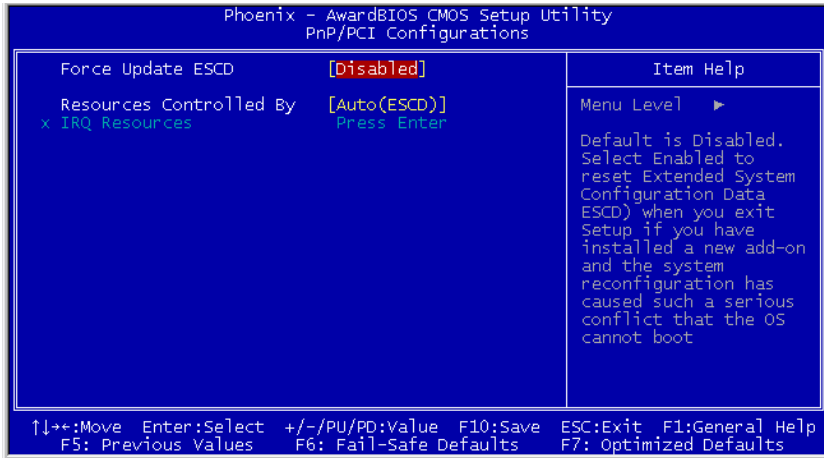 Phoenix - AwardBIOS CMOS Setup Utility
PnP/PCI Configurations
Force Update ESCD [Disabled]
Resources Controlled By [Auto(ESCD)]
x IRQ Resources Press Enter
Item Help
Menu Level ►
Default is Disabled.
Select Enabled to
reset Extended System
Configuration Data
ESCD) when you exit
Setup if you have
installed a new add-on
and the system
reconfiguration has
caused such a serious
conflict that the OS
cannot boot
↑↓→←:Move Enter:Select +/-/PU/PD:Value F10:Save ESC:Exit F1:General Help
F5: Previous Values F6: Fail-Safe Defaults F7: Optimized Defaults